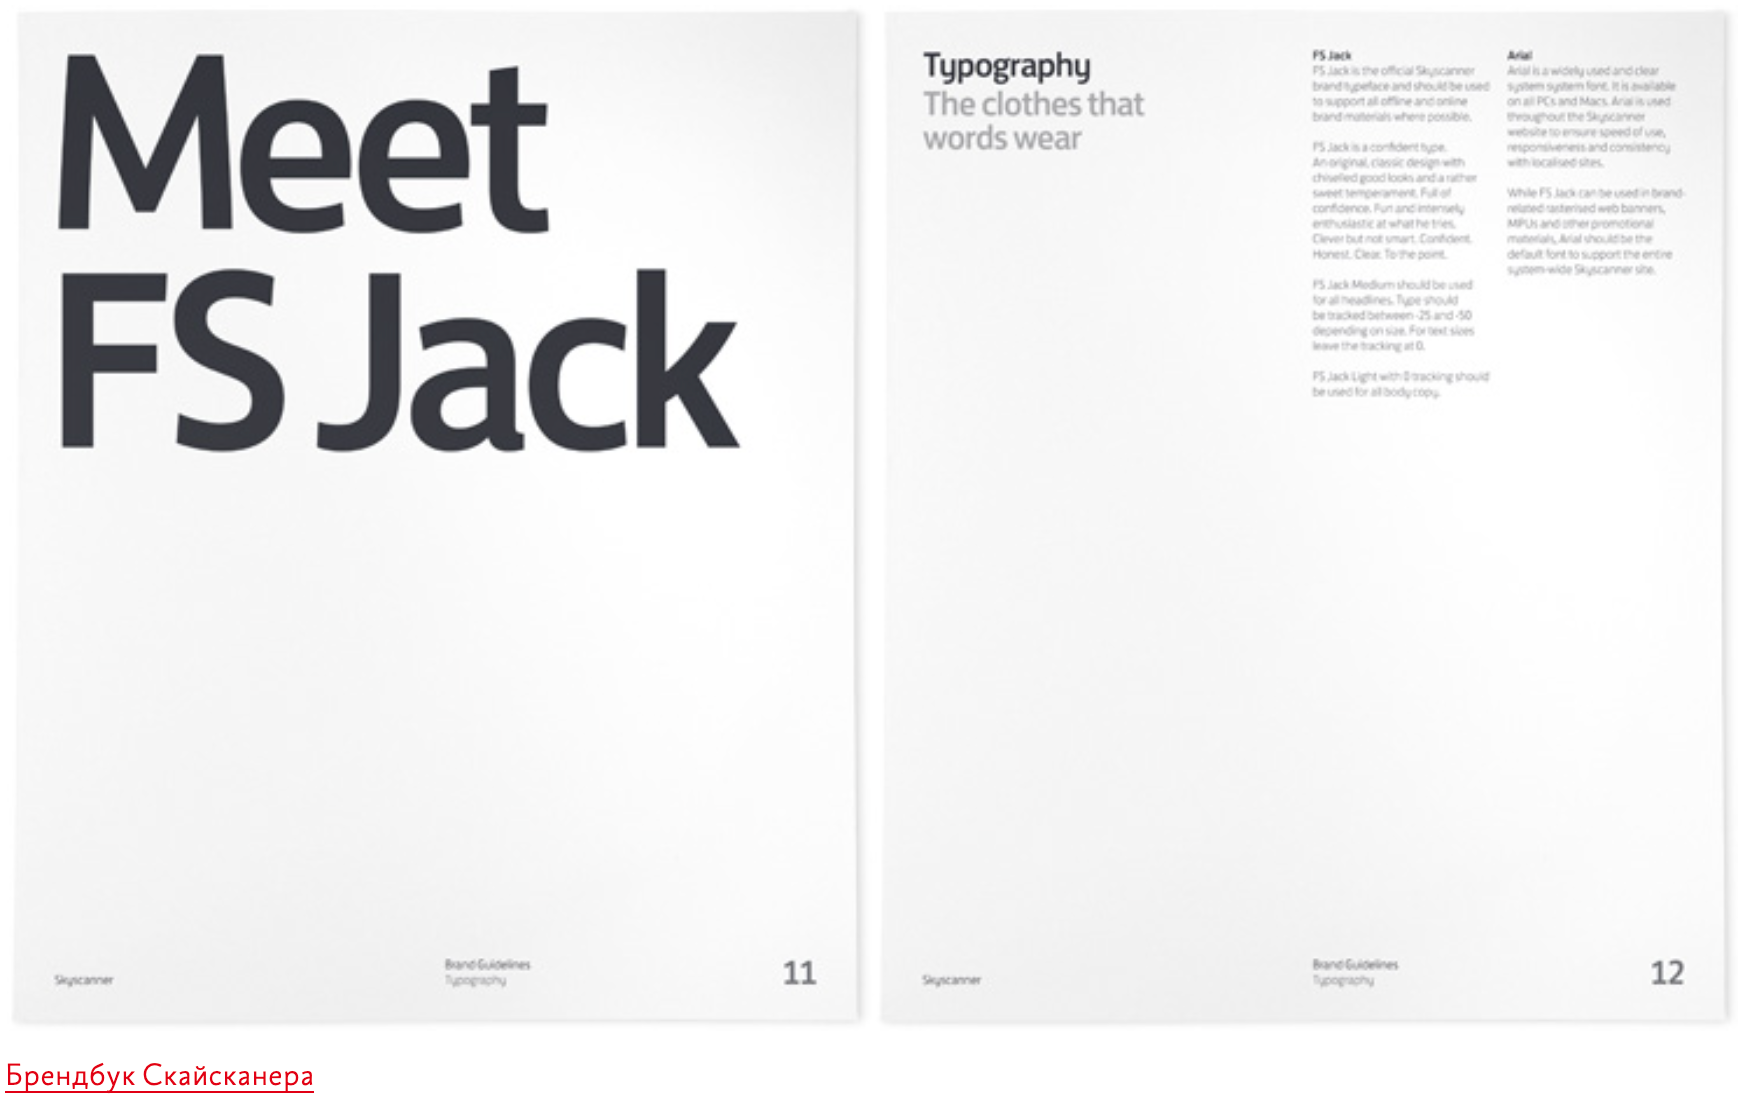 Meet
FS Jack
Skyscanner
Brand Guidelines
Typography
11
Typography
The clothes that
words wear
FS Jack
FS Jack is the official Skyscanner
brand typeface and should be used
to support all offline and online
brand materials where possible.
FS Jack is a confident type.
An original, classic design with
chiselled good looks and a rather
sweet temperament. Full of
confidence. Fun and intensely
enthusiastic at what he tries.
Clever but not smart. Confident.
Honest. Clear. To the point.
FS Jack Medium should be used
for all headlines. Type should
be tracked between -25 and -50
depending on size. For text sizes
leave the tracking at 0.
FS Jack Light with 0 tracking should
be used for all body copy.
Arial
Arial is a widely used and clear
system system font. It is available
on all PCs and Macs. Arial is used
throughout the Skyscanner
website to ensure speed of use,
responsiveness and consistency
with localised sites.
While FS Jack can be used in brand-
related rasterised web banners,
MPUs and other promotional
materials, Arial should be the
default font to support the entire
system-wide Skyscanner site.
Skyscanner
Brand Guidelines
Typography
12
Брендбук Скайсканера